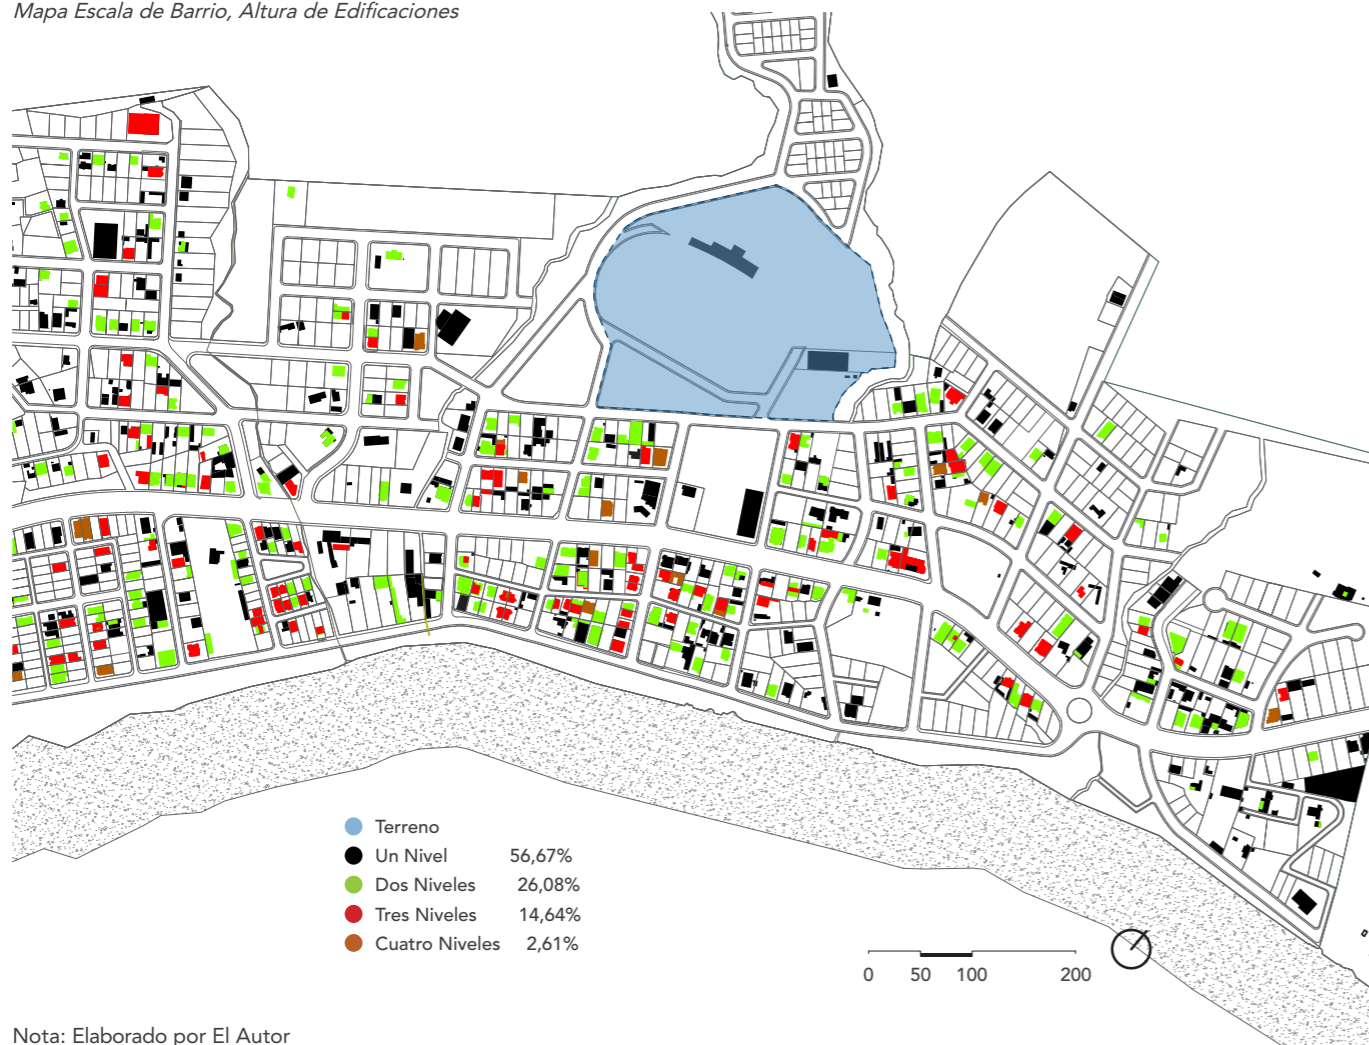 Mapa Escala de Barrio, Altura de Edificaciones
Terreno
Un Nivel 56,67%
Dos Niveles 26,08%
Tres Niveles 14,64%
Cuatro Niveles 2,61%
0 50 100 200
Nota: Elaborado por El Autor